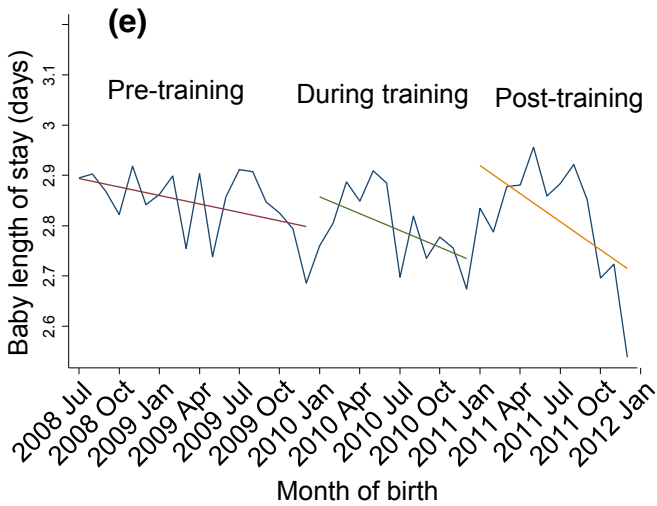 (e)
Pre-training
During training
Post-training
Baby length of stay (days)
3.1
3
2.9
2.8
2.7
2.6
2008 Jul
2008 Oct
2009 Jan
2009 Apr
2009 Jul
2009 Oct
2010 Jan
2010 Apr
2010 Jul
2010 Oct
2011 Jan
2011 Apr
2011 Jul
2011 Oct
2012 Jan
Month of birth